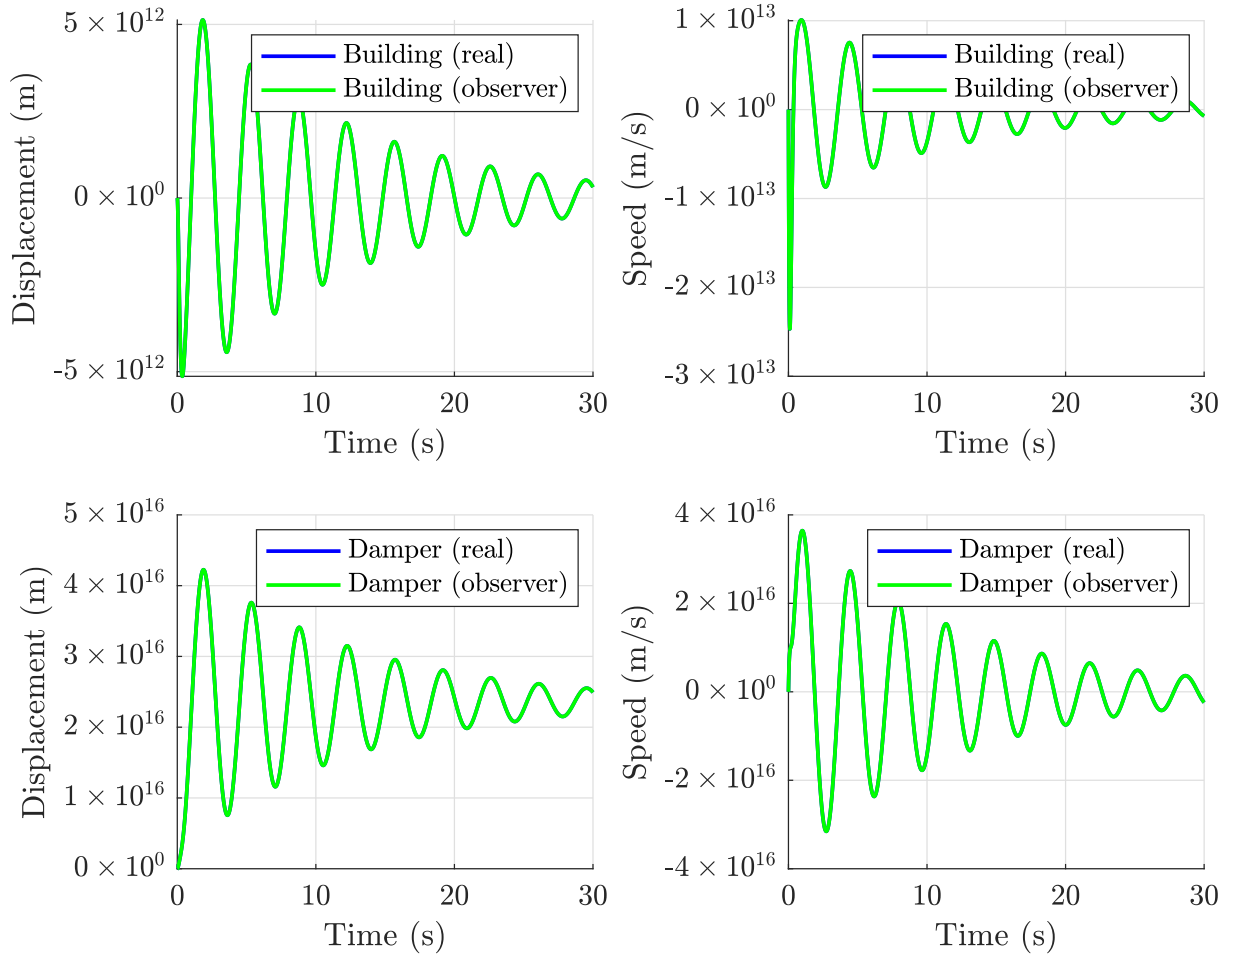 Displacement (m)
5 × 10^12
0 × 10^0
-5 × 10^12
Building (real)
Building (observer)
0 10 20 30
Time (s)
Speed (m/s)
1 × 10^13
0 × 10^0
-1 × 10^13
-2 × 10^13
-3 × 10^13
Building (real)
Building (observer)
0 10 20 30
Time (s)
Displacement (m)
5 × 10^16
4 × 10^16
3 × 10^16
2 × 10^16
1 × 10^16
0 × 10^0
Damper (real)
Damper (observer)
0 10 20 30
Time (s)
Speed (m/s)
4 × 10^16
2 × 10^16
0 × 10^0
-2 × 10^16
-4 × 10^16
Damper (real)
Damper (observer)
0 10 20 30
Time (s)